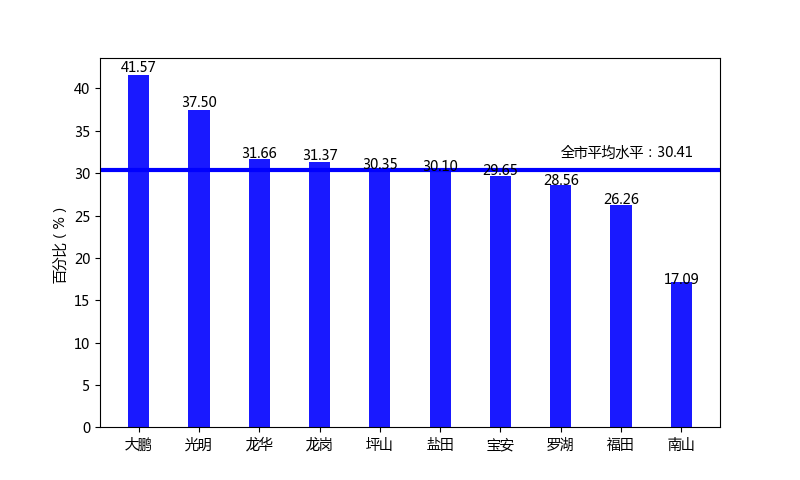 41.57
37.50
31.66
31.37
30.35
30.10
29.65
28.56
26.26
17.09
全市平均水平：30.41
百分比（%）
40
35
30
25
20
15
10
5
0
大鹏
光明
龙华
龙岗
坪山
盐田
宝安
罗湖
福田
南山